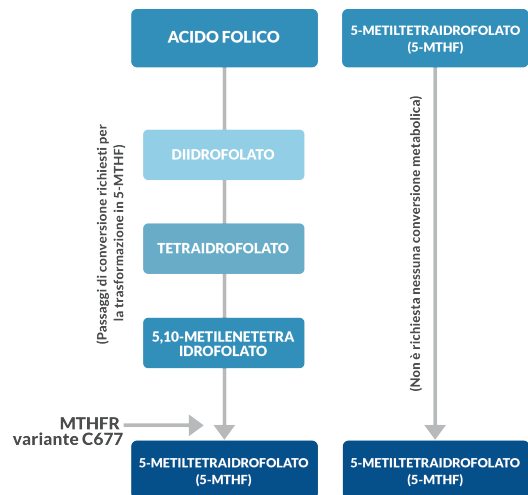 ACIDO FOLICO
5-METILTETRAIDROFOLATO
(5-MTHF)
(Passaggi di conversione richiesti per
la trasformazione in 5-MTHF)
DIIDROFOLATO
TETRAIDROFOLATO
5,10-METILENETETRA
IDROFOLATO
(Non è richiesta nessuna conversione metabolica)
MTHFR
variante C677
5-METILTETRAIDROFOLATO
(5-MTHF)
5-METILTETRAIDROFOLATO
(5-MTHF)